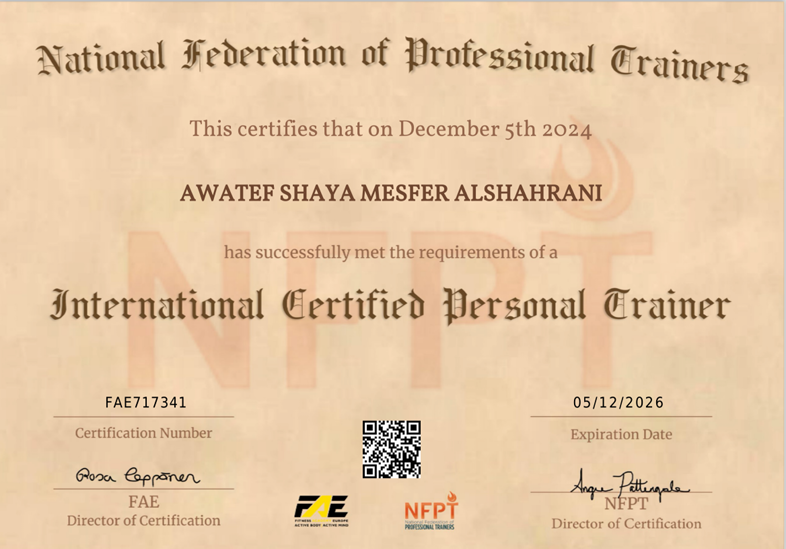 National Federation of Professional Trainers
This certifies that on December 5th 2024
AWATEF SHAYA MESFER ALSHAHRANI
has successfully met the requirements of a
NFPT
International Certified Personal Trainer
FAE717341
Certification Number
05/12/2026
Expiration Date
Rosa
FAE
Director of Certification
FAE
FITNESS EUROPE
ACTIVE BODY ACTIVE MIND
NFPT
National Federation of
PROFESSIONAL TRAINERS
Angie Pattengale
NFPT
Director of Certification